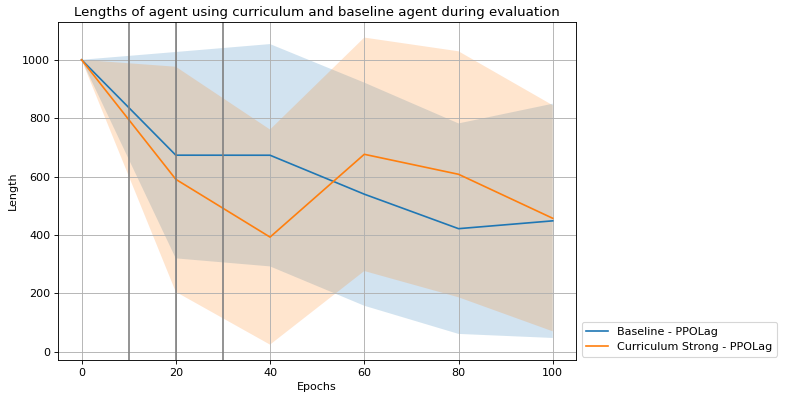 Lengths of agent using curriculum and baseline agent during evaluation
1000
800
600
400
200
0
Length
0 20 40 60 80 100
Epochs
Baseline - PPOLag
Curriculum Strong - PPOLag